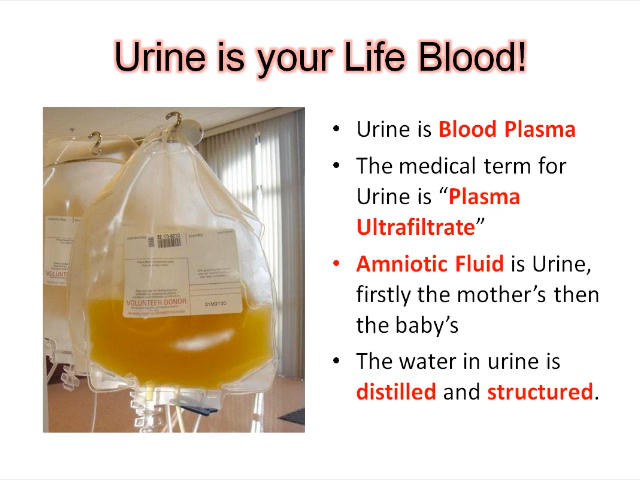 Urine is your Life Blood!
• Urine is Blood Plasma
• The medical term for
Urine is “Plasma
Ultrafiltrate”
• Amniotic Fluid is Urine,
firstly the mother’s then
the baby’s
• The water in urine is
distilled and structured.
VOLUNTEER DONOR